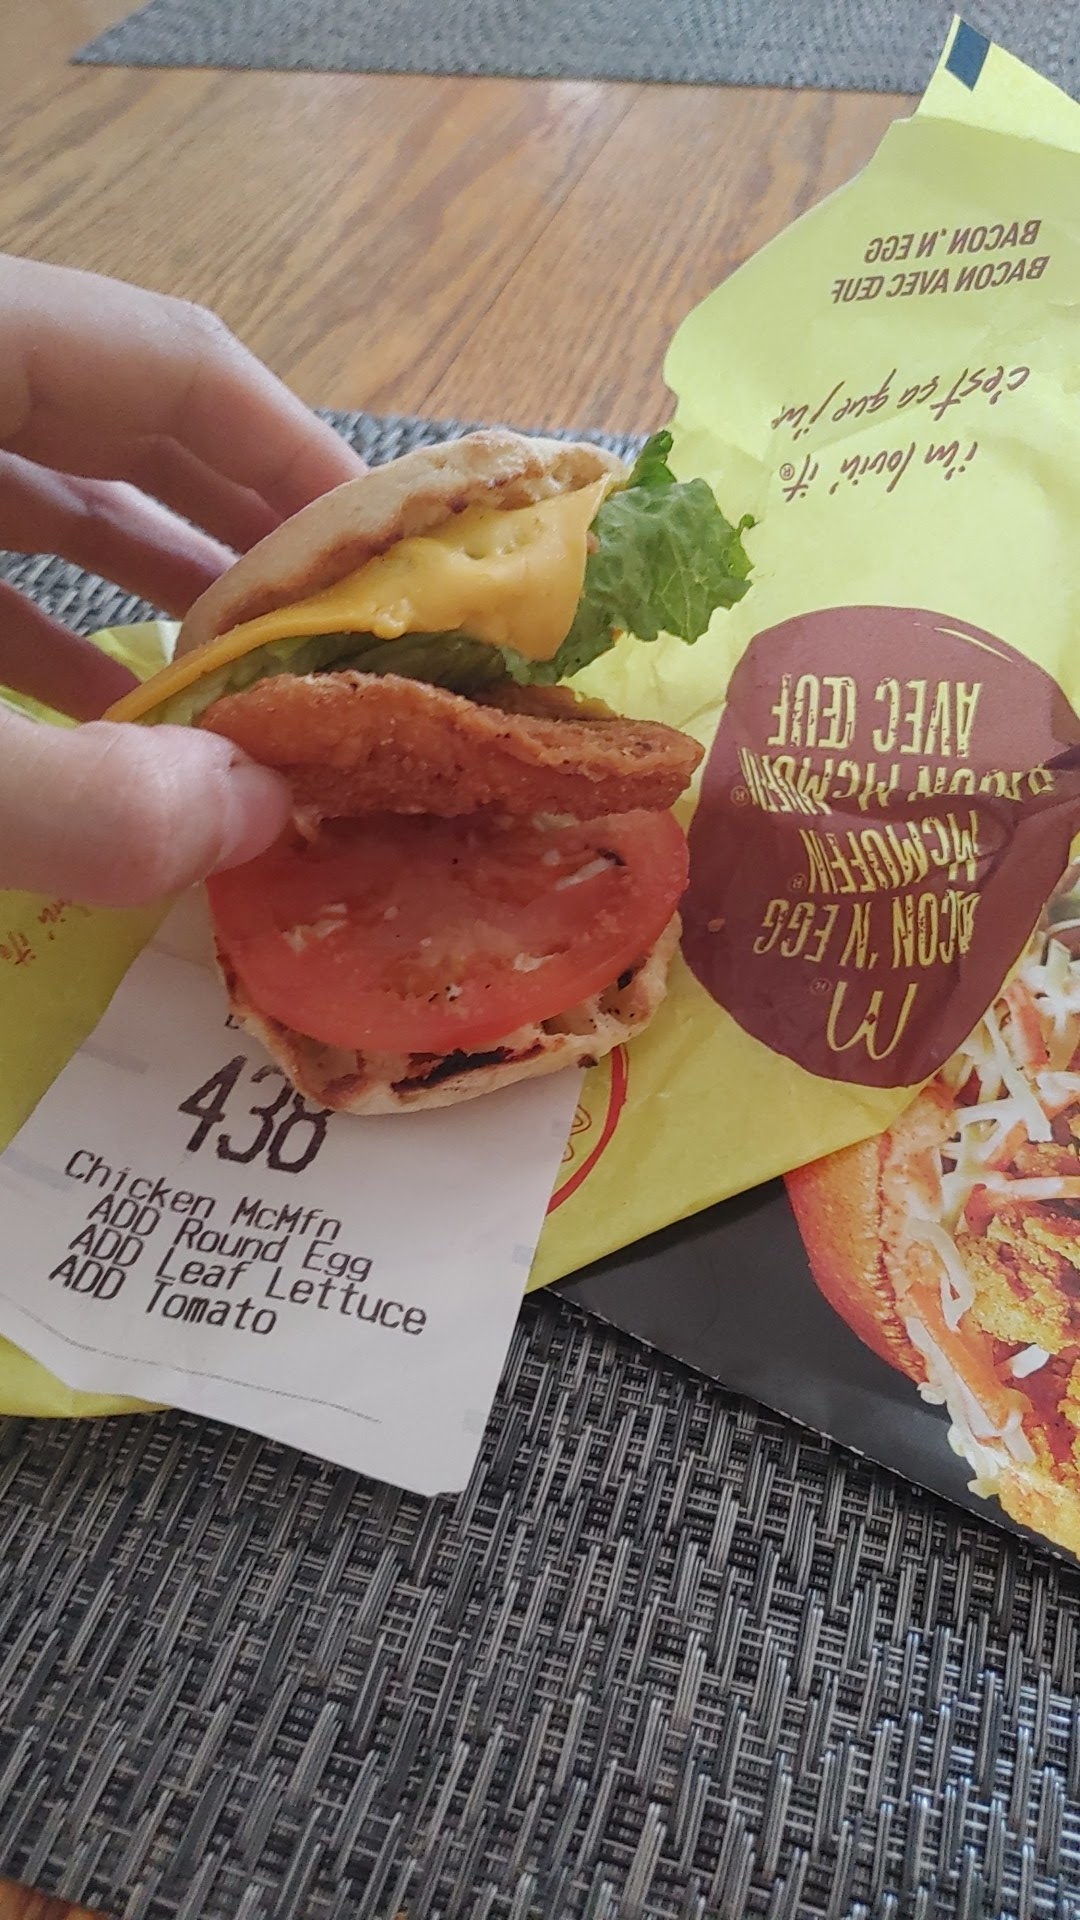 BACON 'N EGG
BACON AVEC ŒUF
c'est ça que j'm
i'm lovin' it®
AVEC ŒUF
MCMUFFIN®
MCMUFFIN®
BACON 'N EGG
438
Chicken McMfn
ADD Round Egg
ADD Leaf Lettuce
ADD Tomato